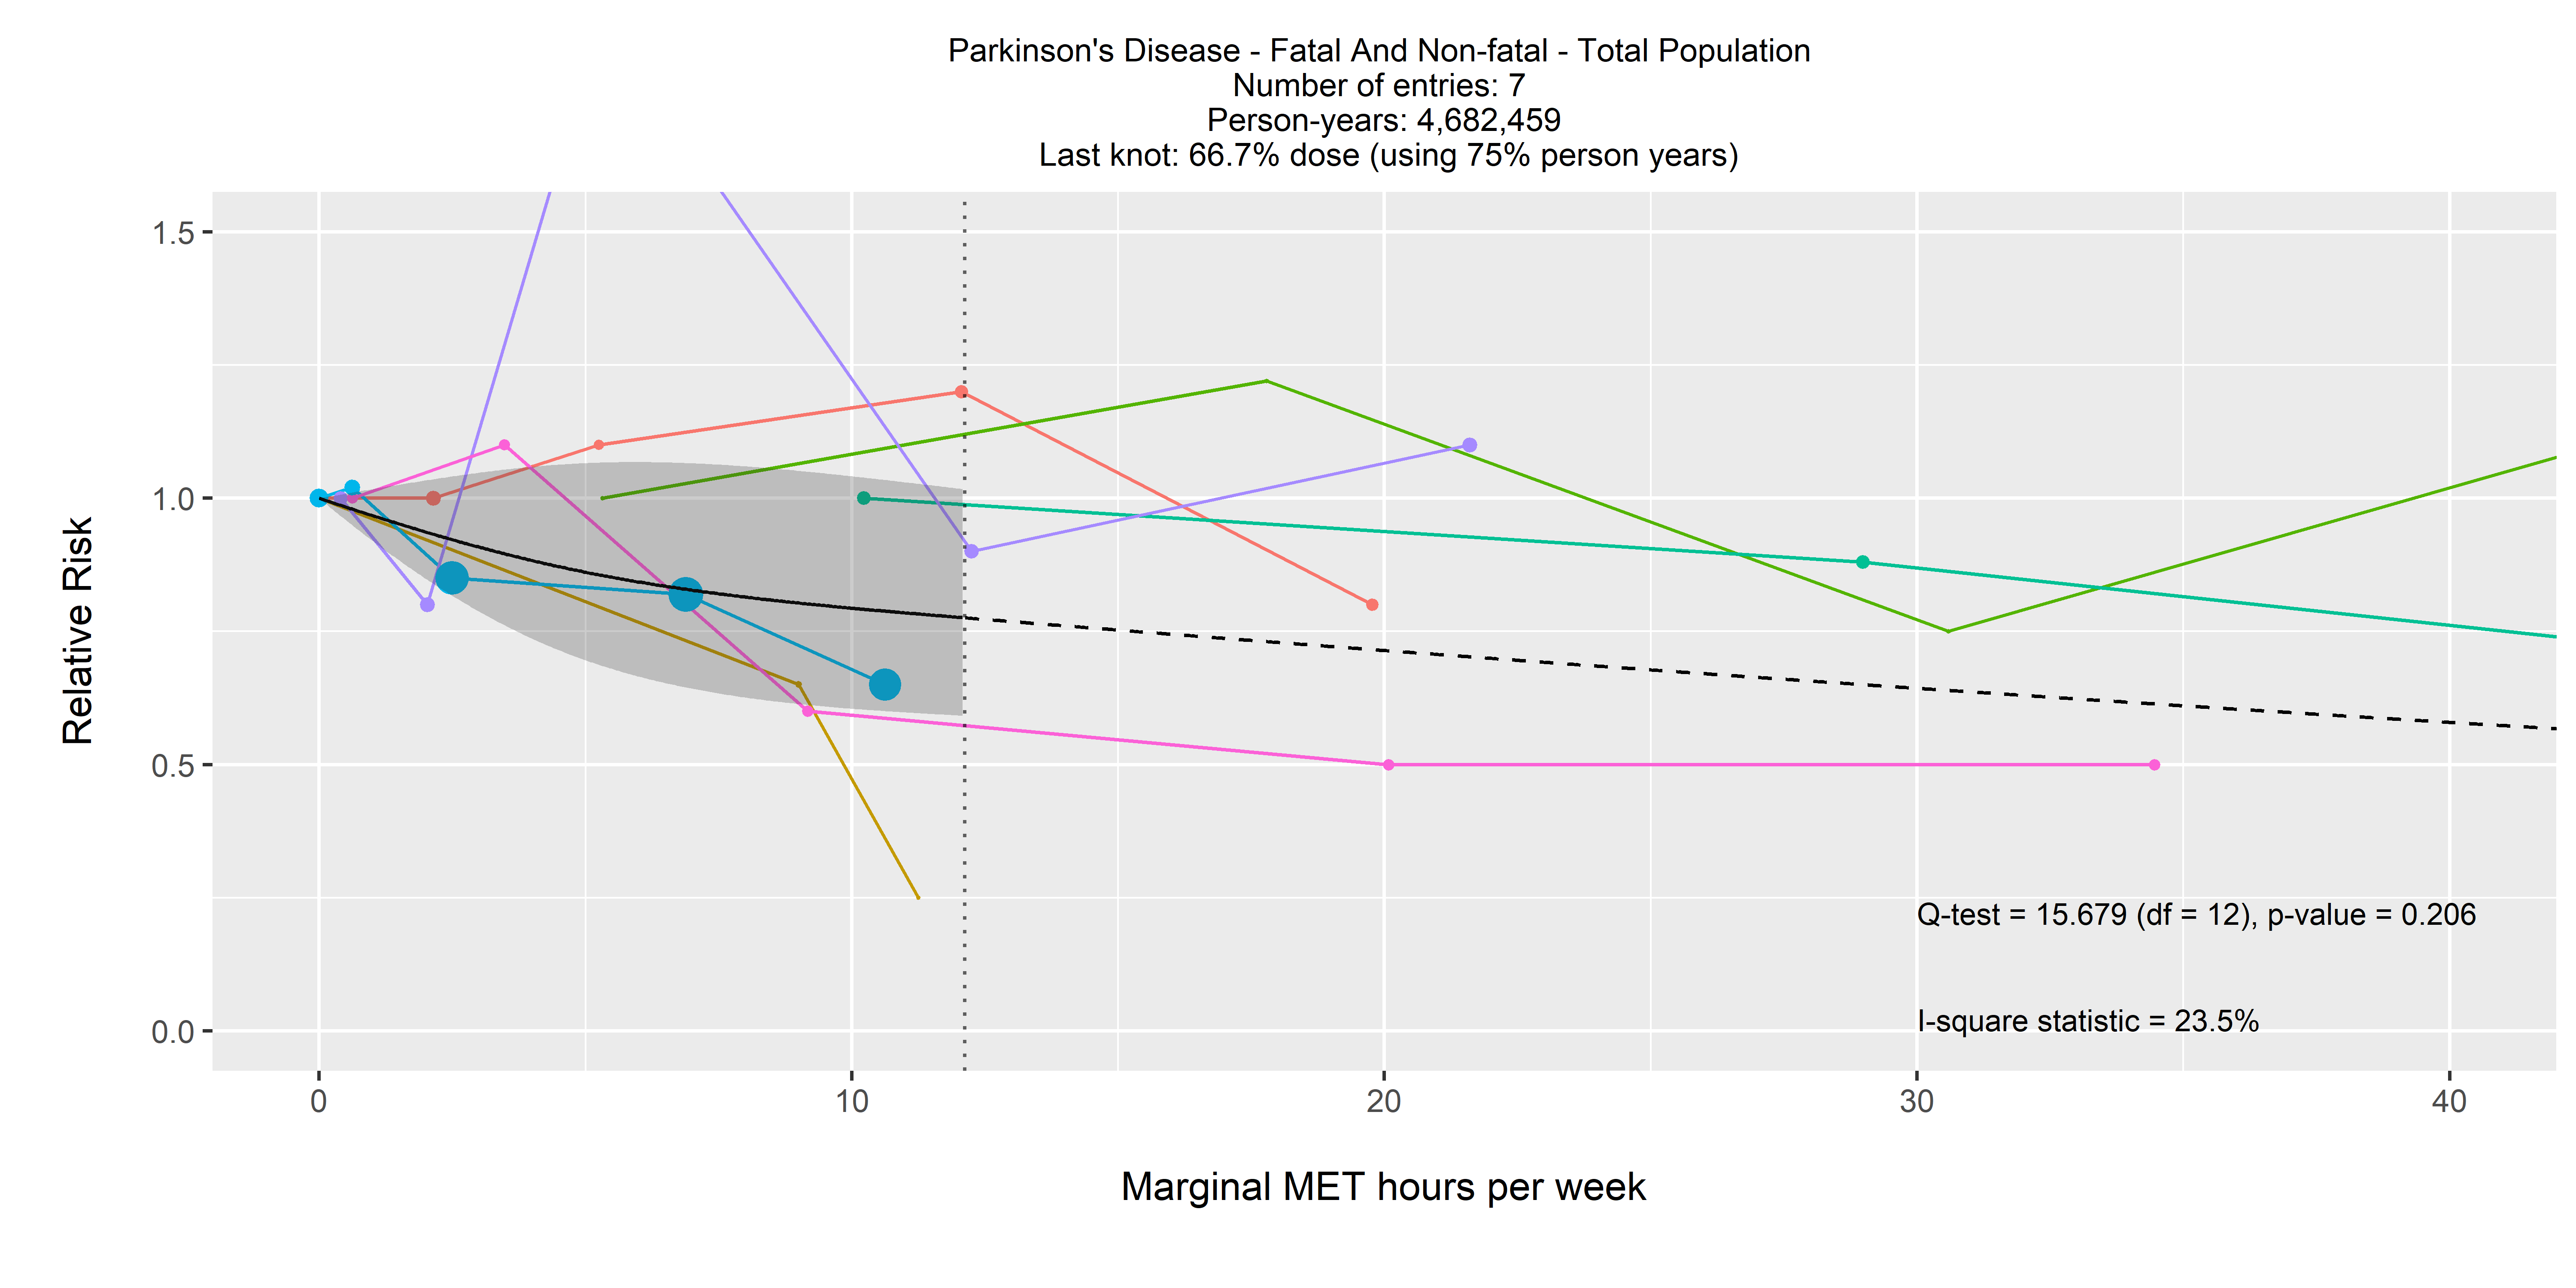 Parkinson's Disease - Fatal And Non-fatal - Total Population
Number of entries: 7
Person-years: 4,682,459
Last knot: 66.7% dose (using 75% person years)
Relative Risk
1.5
1.0
0.5
0.0
Q-test = 15.679 (df = 12), p-value = 0.206
I-square statistic = 23.5%
0 10 20 30 40
Marginal MET hours per week